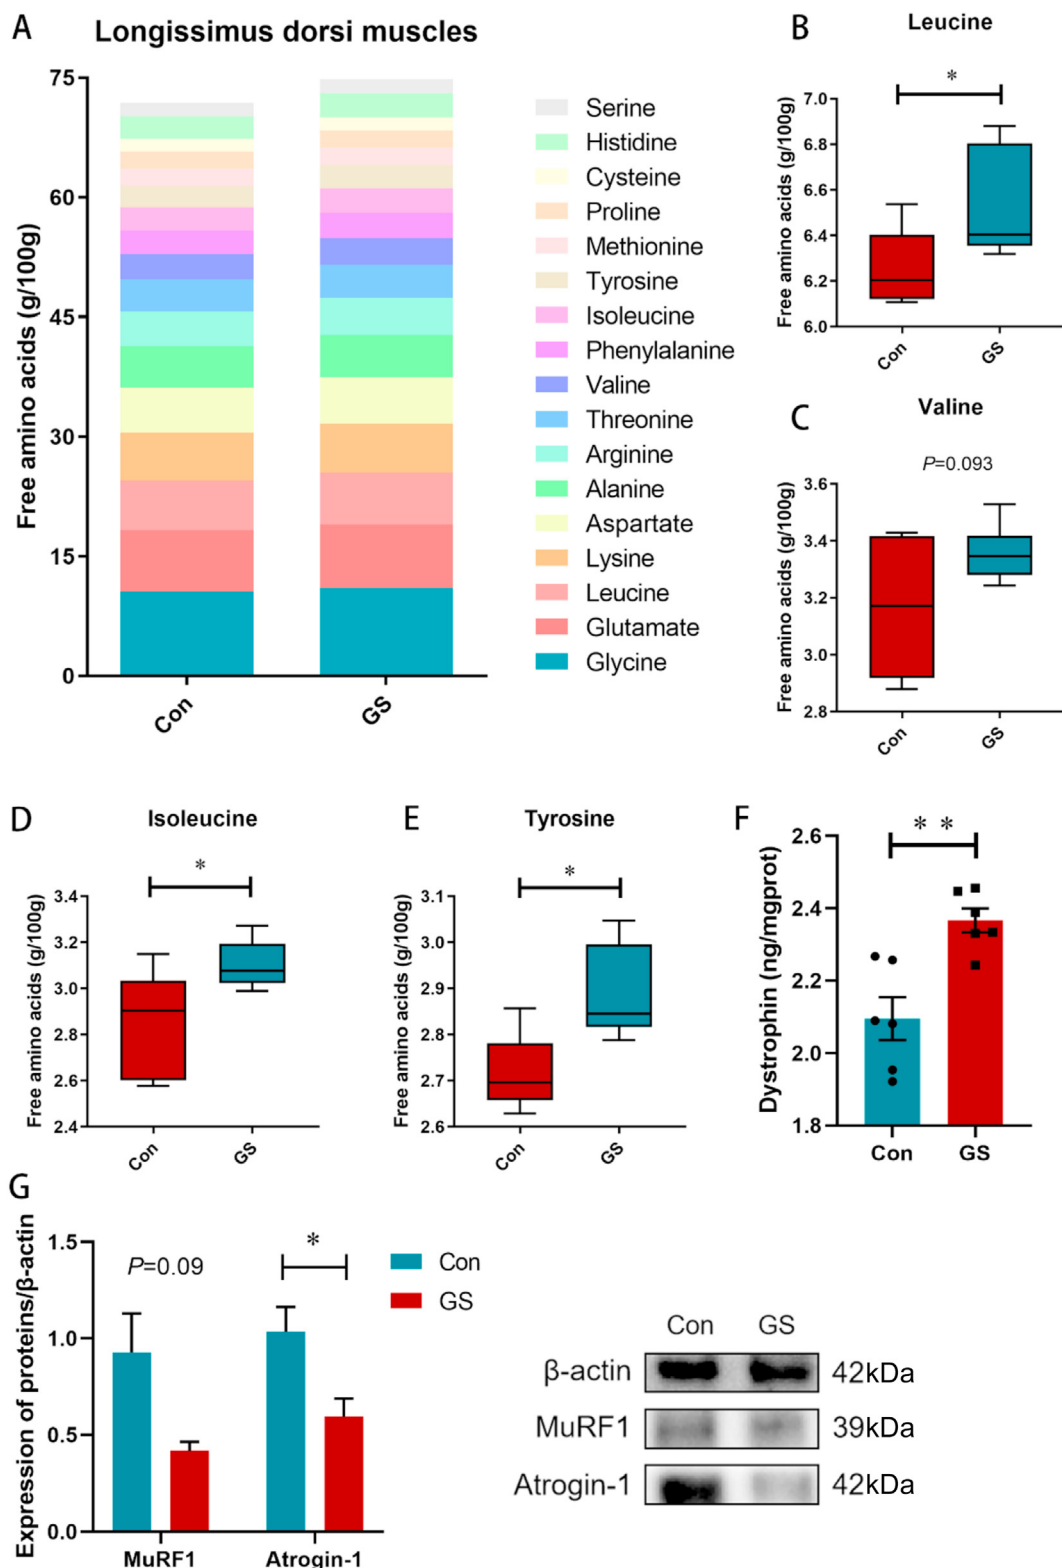 A
Longissimus dorsi muscles
Free amino acids (g/100g)
75
60
45
30
15
0
Con
GS
Serine
Histidine
Cysteine
Proline
Methionine
Tyrosine
Isoleucine
Phenylalanine
Valine
Threonine
Arginine
Alanine
Aspartate
Lysine
Leucine
Glutamate
Glycine
B
Leucine
*
Free amino acids (g/100g)
7.0
6.8
6.6
6.4
6.2
6.0
Con
GS
C
Valine
P=0.093
Free amino acids (g/100g)
3.6
3.4
3.2
3.0
2.8
Con
GS
D
Isoleucine
*
Free amino acids (g/100g)
3.4
3.2
3.0
2.8
2.6
2.4
Con
GS
E
Tyrosine
*
Free amino acids (g/100g)
3.1
3.0
2.9
2.8
2.7
2.6
Con
GS
F
* *
Dystrophin (ng/mgprot)
2.6
2.4
2.2
2.0
1.8
Con
GS
G
Expression of proteins/β-actin
1.5
1.0
0.5
0.0
P=0.09
*
MuRF1
Atrogin-1
Con
GS
Con GS
β-actin 42kDa
MuRF1 39kDa
Atrogin-1 42kDa